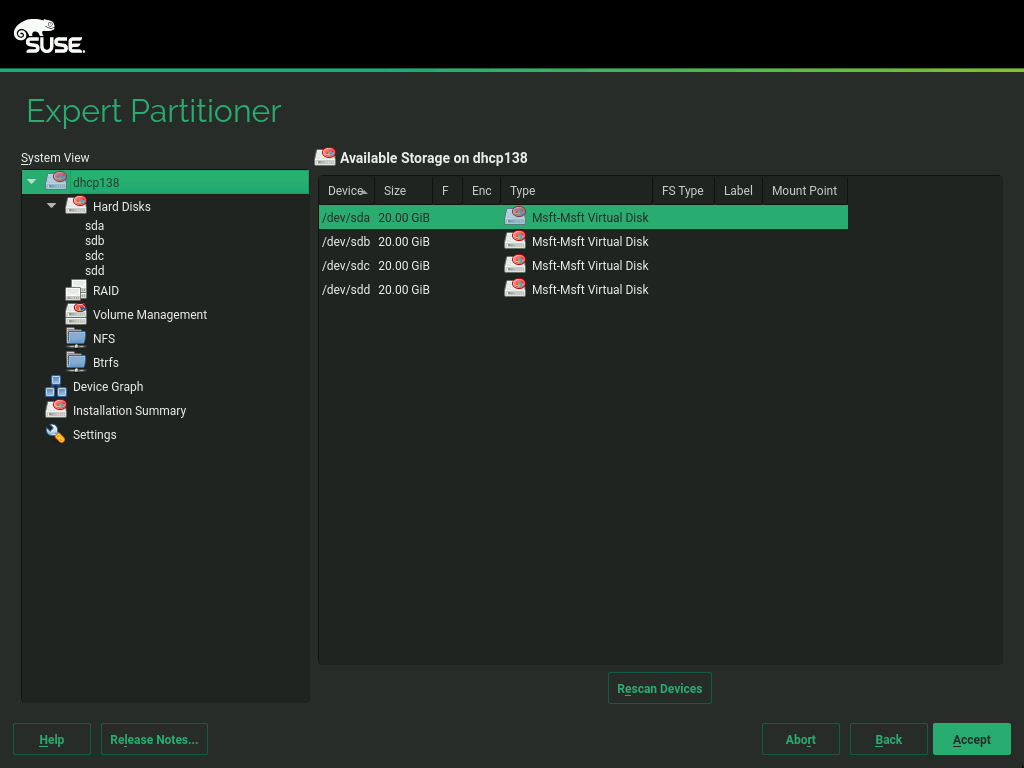 SUSE.
Expert Partitioner
System View
dhcp138
Hard Disks
sda
sdb
sdc
sdd
RAID
Volume Management
NFS
Btrfs
Device Graph
Installation Summary
Settings
Available Storage on dhcp138
Device Size F Enc Type FS Type Label Mount Point
/dev/sda 20.00 GiB Msft-Msft Virtual Disk
/dev/sdb 20.00 GiB Msft-Msft Virtual Disk
/dev/sdc 20.00 GiB Msft-Msft Virtual Disk
/dev/sdd 20.00 GiB Msft-Msft Virtual Disk
Rescan Devices
Help Release Notes... Abort Back Accept